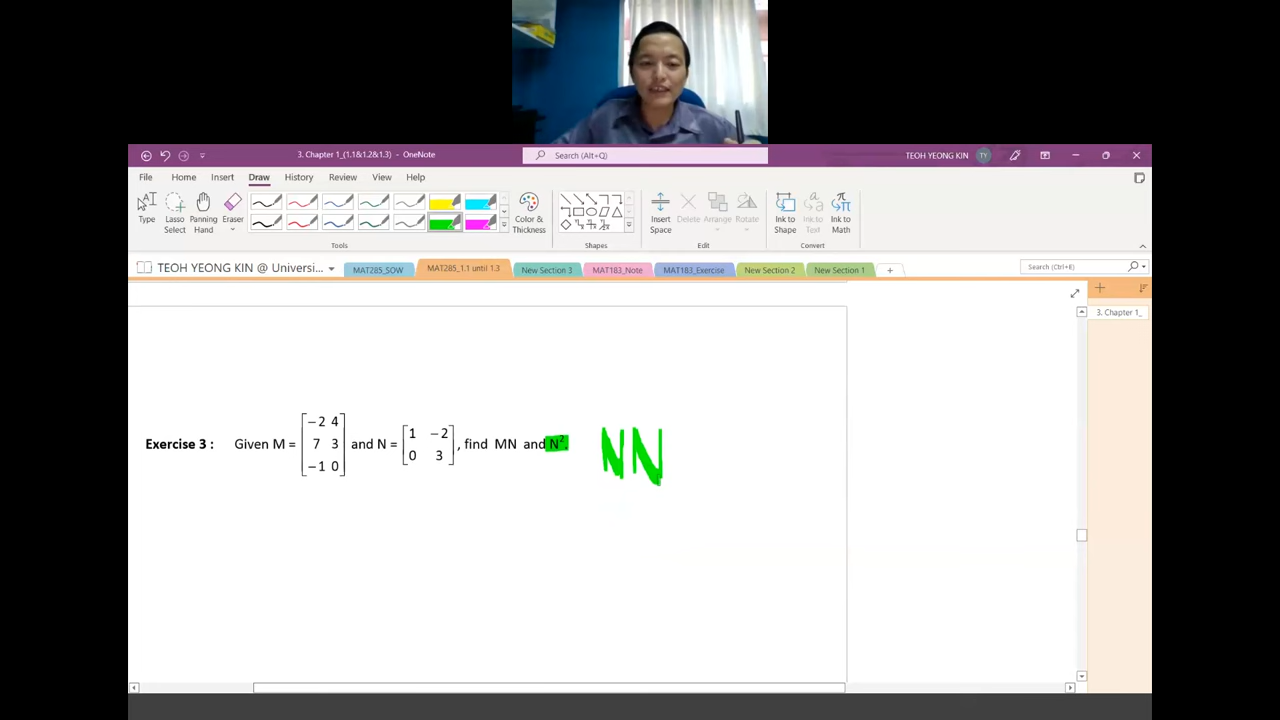 3. Chapter 1_(1.1&1.2&1.3) - OneNote
Search (Alt+Q)
TEOH YEONG KIN
TY
File Home Insert Draw History Review View Help
Type
Lasso Select
Panning Hand
Eraser
Color & Thickness
Insert Space
Delete
Arrange
Rotate
Ink to Shape
Ink to Text
Ink to Math
Tools Shapes Edit Convert
TEOH YEONG KIN @ Universi... MAT285_SOW MAT285_1.1 until 1.3 New Section 3 MAT183_Note MAT183_Exercise New Section 2 New Section 1 +
Search (Ctrl+E)
3. Chapter 1_
Exercise 3 : Given M = [−2 4; 7 3; −1 0] and N = [1 −2; 0 3], find MN and N². NN